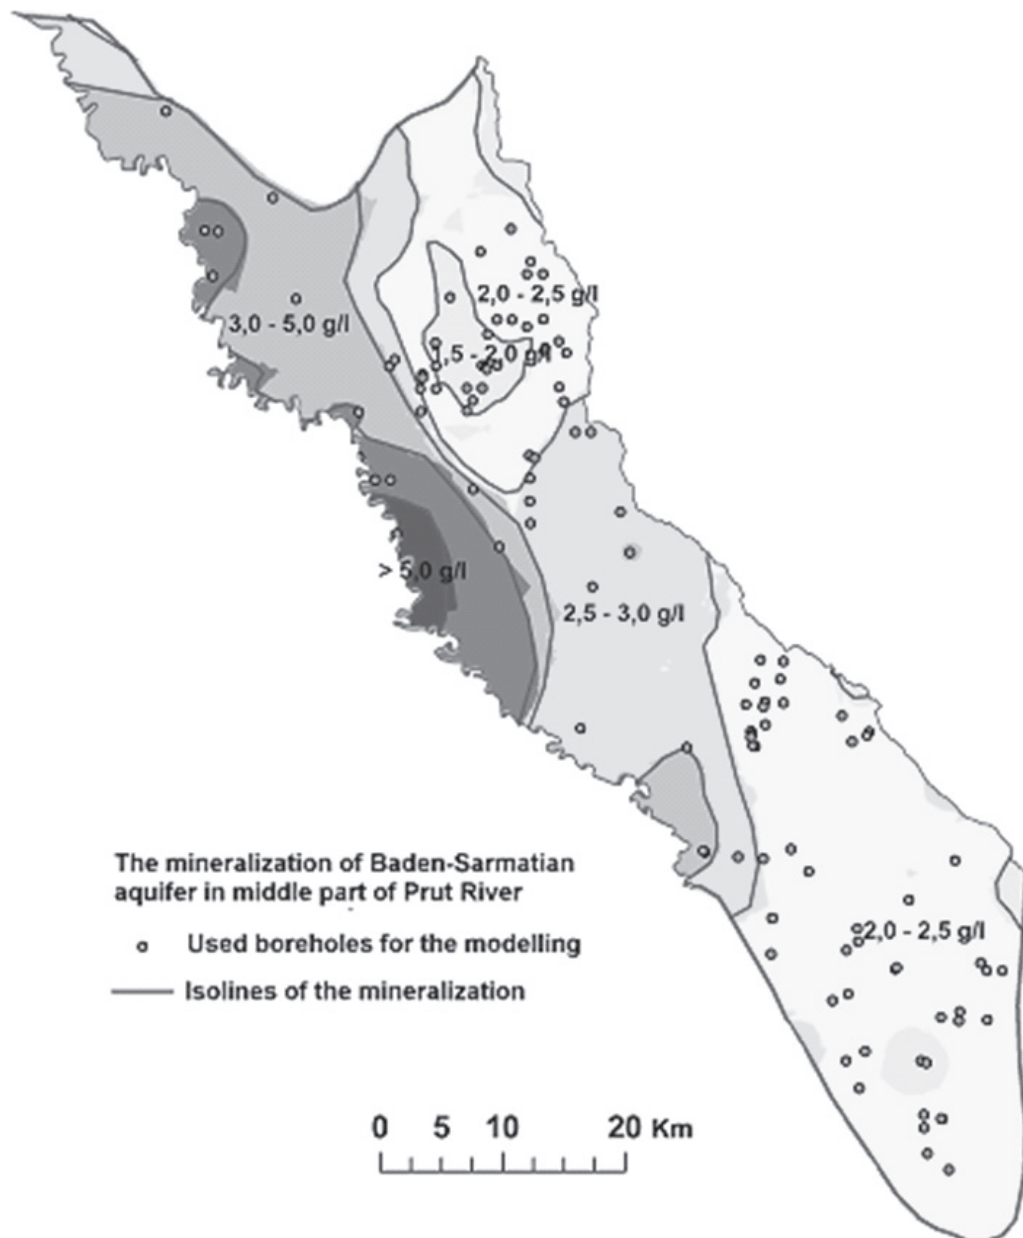 2,0 - 2,5 g/l
3,0 - 5,0 g/l
1,5 - 2,0 g/l
> 5,0 g/l
2,5 - 3,0 g/l
The mineralization of Baden-Sarmatian
aquifer in middle part of Prut River
Used boreholes for the modelling
2,0 - 2,5 g/l
Isolines of the mineralization
0 5 10 20 Km